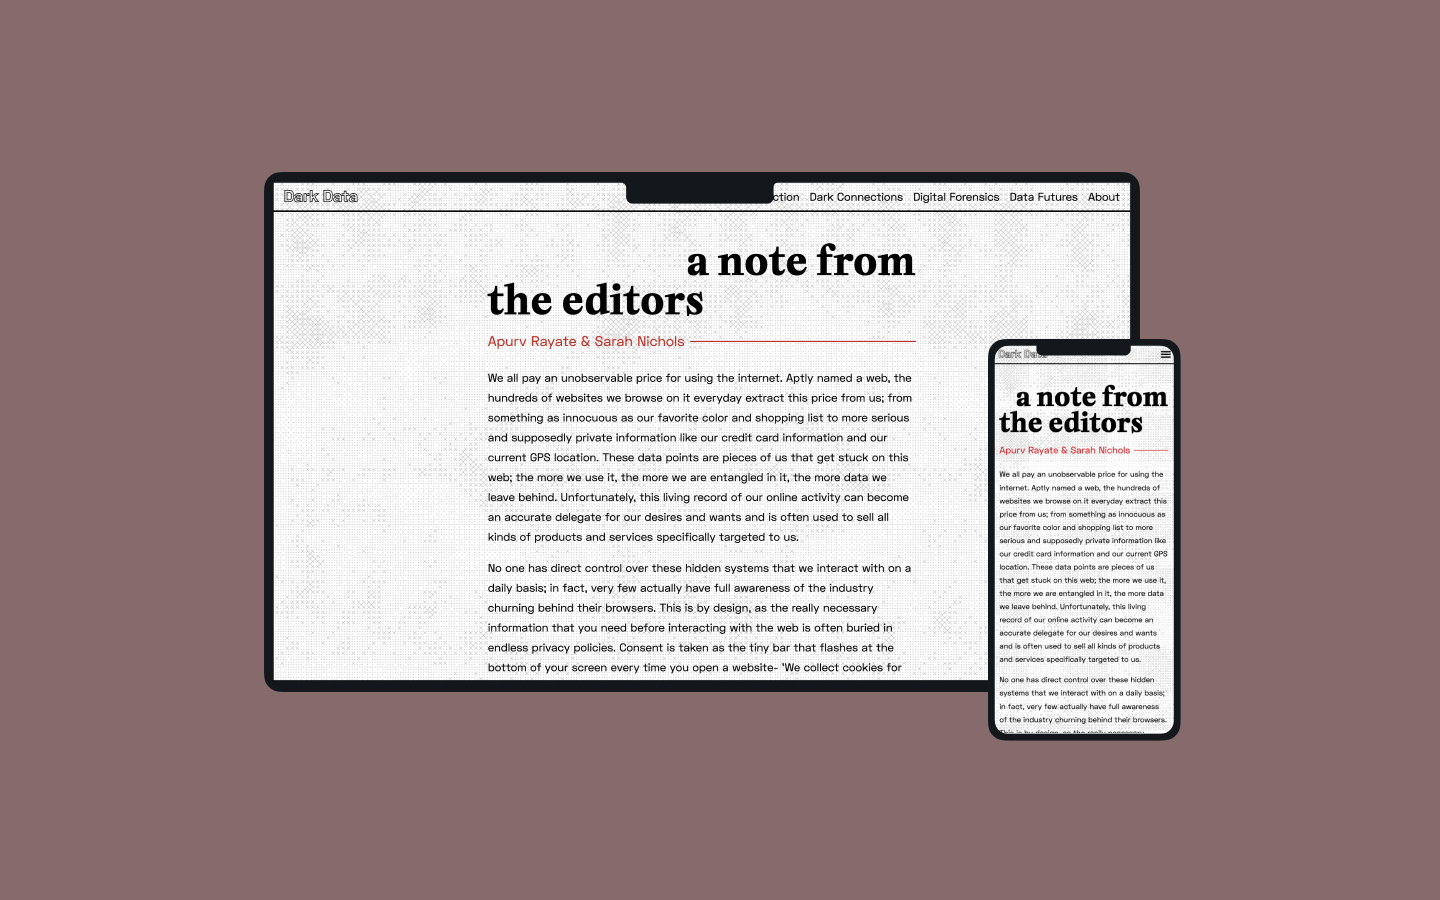 Dark Data
Dark Connections Digital Forensics Data Futures About
a note from
the editors
Apurv Rayate & Sarah Nichols
We all pay an unobservable price for using the internet. Aptly named a web, the
hundreds of websites we browse on it everyday extract this price from us; from
something as innocuous as our favorite color and shopping list to more serious
and supposedly private information like our credit card information and our
current GPS location. These data points are pieces of us that get stuck on this
web; the more we use it, the more we are entangled in it, the more data we
leave behind. Unfortunately, this living record of our online activity can become
an accurate delegate for our desires and wants and is often used to sell all
kinds of products and services specifically targeted to us.
No one has direct control over these hidden systems that we interact with on a
daily basis; in fact, very few actually have full awareness of the industry
churning behind their browsers. This is by design, as the really necessary
information that you need before interacting with the web is often buried in
endless privacy policies. Consent is taken as the tiny bar that flashes at the
bottom of your screen every time you open a website- 'We collect cookies for
Dark
a note from
the editors
Apurv Rayate & Sarah Nichols
We all pay an unobservable price for using the
internet. Aptly named a web, the hundreds of
websites we browse on it everyday extract this
price from us; from something as innocuous as
our favorite color and shopping list to more
serious and supposedly private information like
our credit card information and our current GPS
location. These data points are pieces of us
that get stuck on this web; the more we use it,
the more we are entangled in it, the more data
we leave behind. Unfortunately, this living
record of our online activity can become an
accurate delegate for our desires and wants
and is often used to sell all kinds of products
and services specifically targeted to us.
No one has direct control over these hidden
systems that we interact with on a daily basis;
in fact, very few actually have full awareness
of the industry churning behind their browsers.
This is by design, as the really necessary